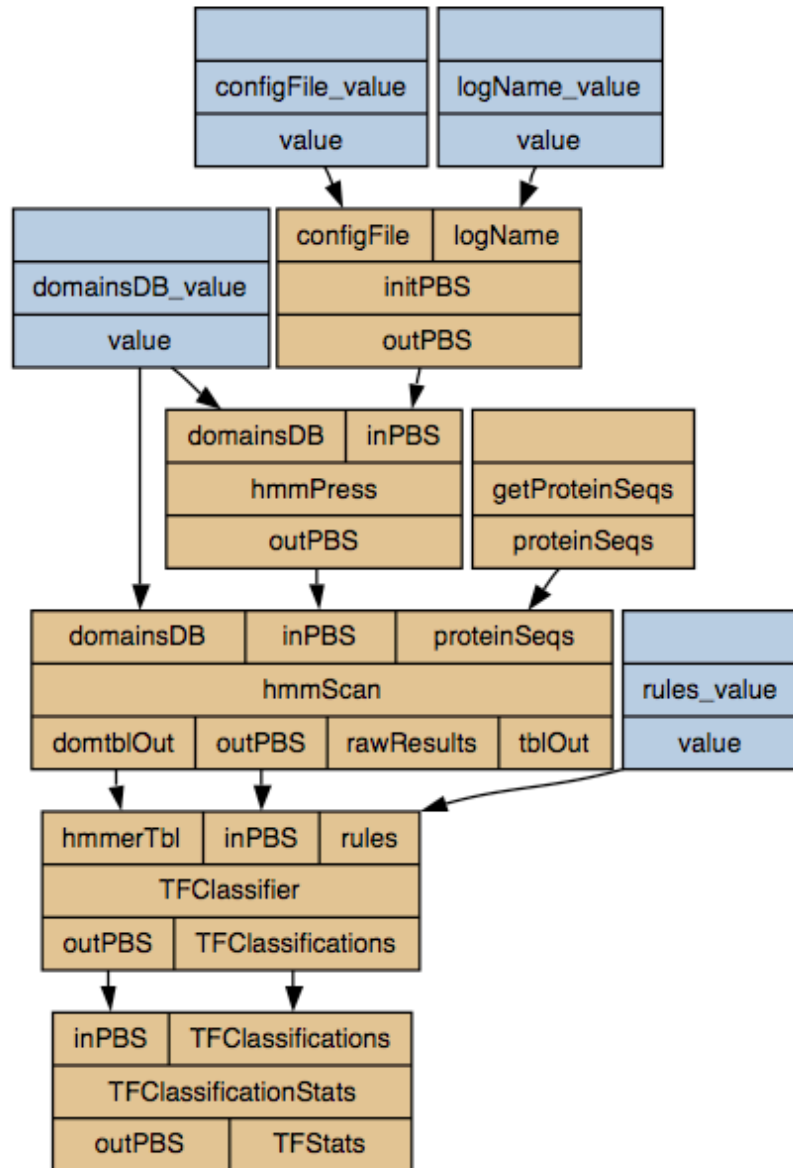 configFile_value logName_value
value value
configFile logName
domainsDB_value initPBS
value outPBS
domainsDB inPBS
hmmPress getProteinSeqs
outPBS proteinSeqs
domainsDB inPBS proteinSeqs
hmmScan rules_value
domtblOut outPBS rawResults tblOut value
hmmerTbl inPBS rules
TFClassifier
outPBS TFClassifications
inPBS TFClassifications
TFClassificationStats
outPBS TFStats